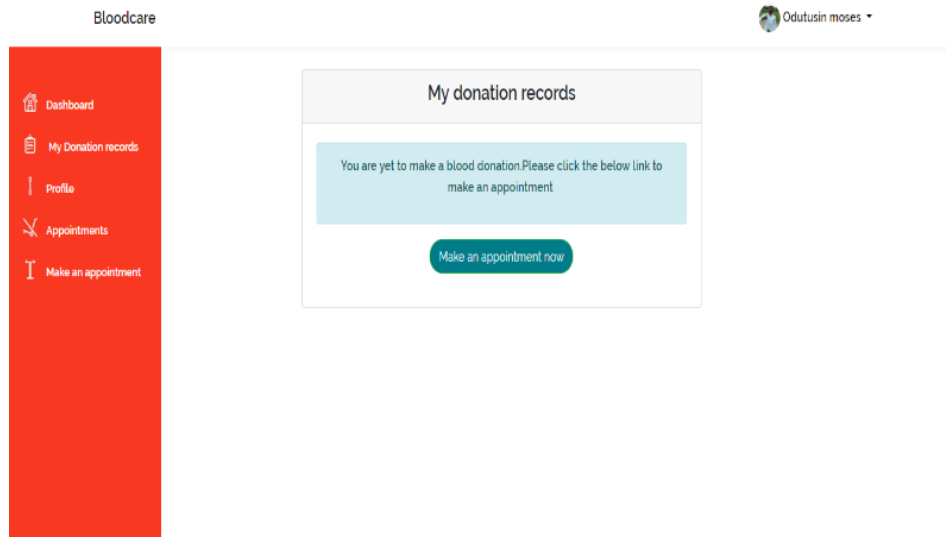 Bloodcare
Odutusin moses
Dashboard
My Donation records
Profile
Appointments
Make an appointment
My donation records
You are yet to make a blood donation.Please click the below link to
make an appointment
Make an appointment now